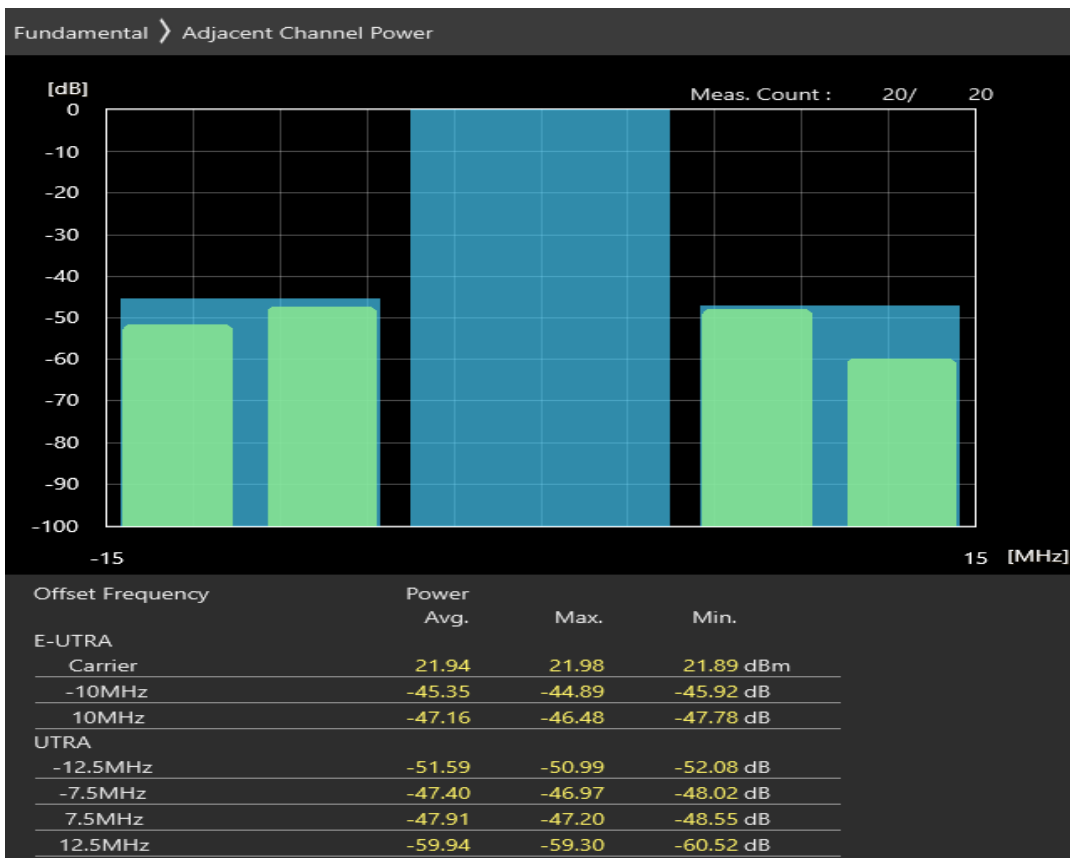 Fundamental 〉 Adjacent Channel Power
[dB]
Meas. Count : 20/ 20
0
-10
-20
-30
-40
-50
-60
-70
-80
-90
-100
-15 15 [MHz]
Offset Frequency Power
Avg. Max. Min.
E-UTRA
Carrier 21.94 21.98 21.89 dBm
-10MHz -45.35 -44.89 -45.92 dB
10MHz -47.16 -46.48 -47.78 dB
UTRA
-12.5MHz -51.59 -50.99 -52.08 dB
-7.5MHz -47.40 -46.97 -48.02 dB
7.5MHz -47.91 -47.20 -48.55 dB
12.5MHz -59.94 -59.30 -60.52 dB